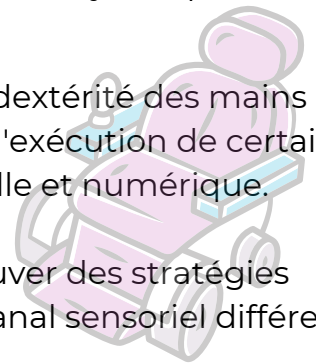 dextérité des mains
l'exécution de certai
lle et numérique.
uver des stratégies
anal sensoriel différe